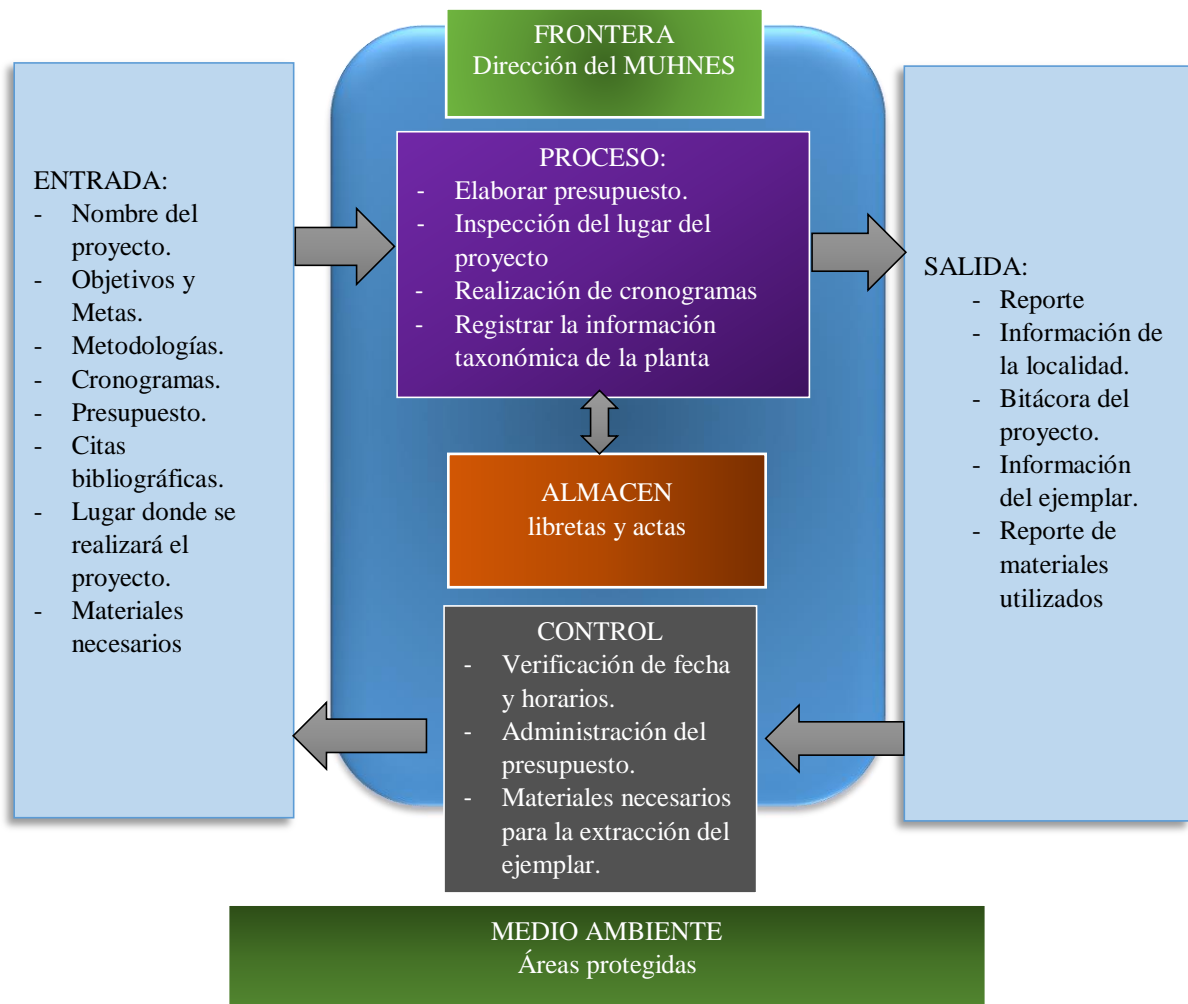 FRONTERA
Dirección del MUHNES
ENTRADA:
- Nombre del
proyecto.
- Objetivos y
Metas.
- Metodologías.
- Cronogramas.
- Presupuesto.
- Citas
bibliográficas.
- Lugar donde se
realizará el
proyecto.
- Materiales
necesarios
PROCESO:
- Elaborar presupuesto.
- Inspección del lugar del
proyecto
- Realización de cronogramas
- Registrar la información
taxonómica de la planta
ALMACEN
libretas y actas
CONTROL
- Verificación de fecha
y horarios.
- Administración del
presupuesto.
- Materiales necesarios
para la extracción del
ejemplar.
SALIDA:
- Reporte
- Información de
la localidad.
- Bitácora del
proyecto.
- Información
del ejemplar.
- Reporte de
materiales
utilizados
MEDIO AMBIENTE
Áreas protegidas